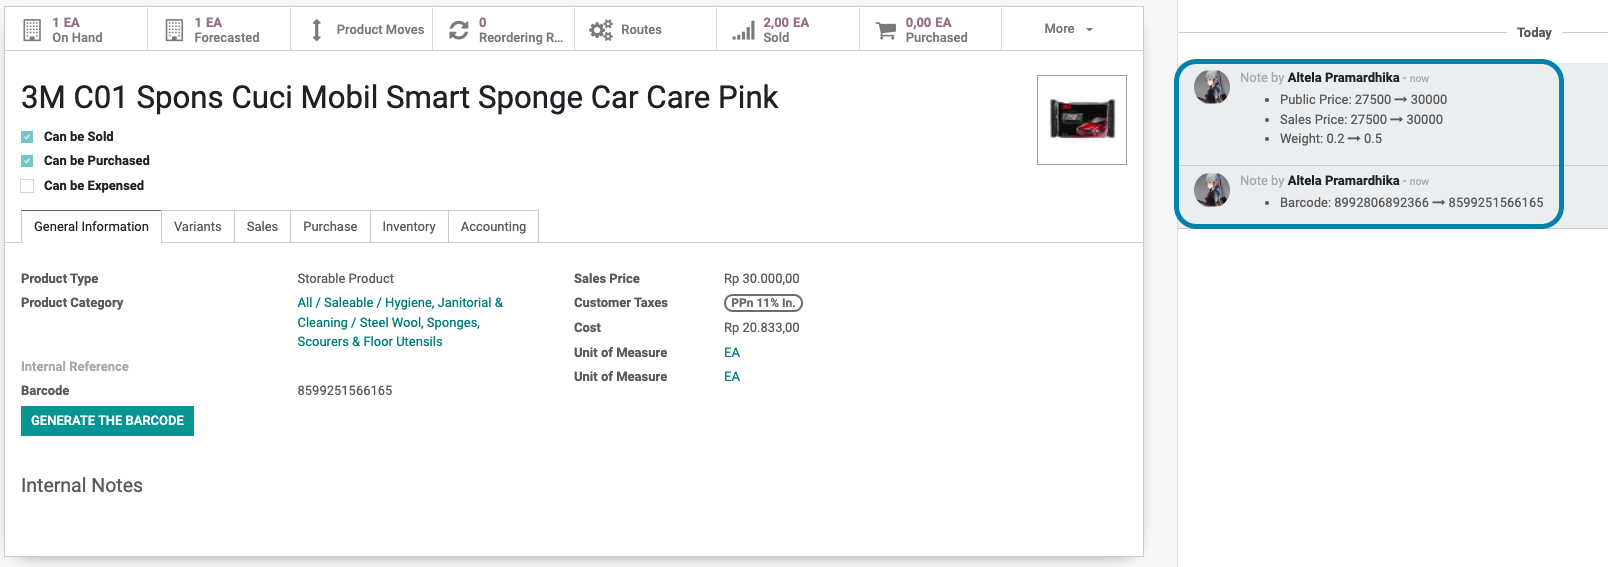 1 EA
On Hand
1 EA
Forecasted
Product Moves
0
Reordering R...
Routes
2,00 EA
Sold
0,00 EA
Purchased
More
3M C01 Spons Cuci Mobil Smart Sponge Car Care Pink
Can be Sold
Can be Purchased
Can be Expensed
General Information
Variants
Sales
Purchase
Inventory
Accounting
Product Type
Storable Product
Product Category
All / Saleable / Hygiene, Janitorial &
Cleaning / Steel Wool, Sponges,
Scourers & Floor Utensils
Internal Reference
Barcode
8599251566165
GENERATE THE BARCODE
Sales Price
Rp 30.000,00
Customer Taxes
PPn 11% In.
Cost
Rp 20.833,00
Unit of Measure
EA
Unit of Measure
EA
Internal Notes
Today
Note by Altela Pramardhika - now
• Public Price: 27500 → 30000
• Sales Price: 27500 → 30000
• Weight: 0.2 → 0.5
Note by Altela Pramardhika - now
• Barcode: 8992806892366 → 8599251566165